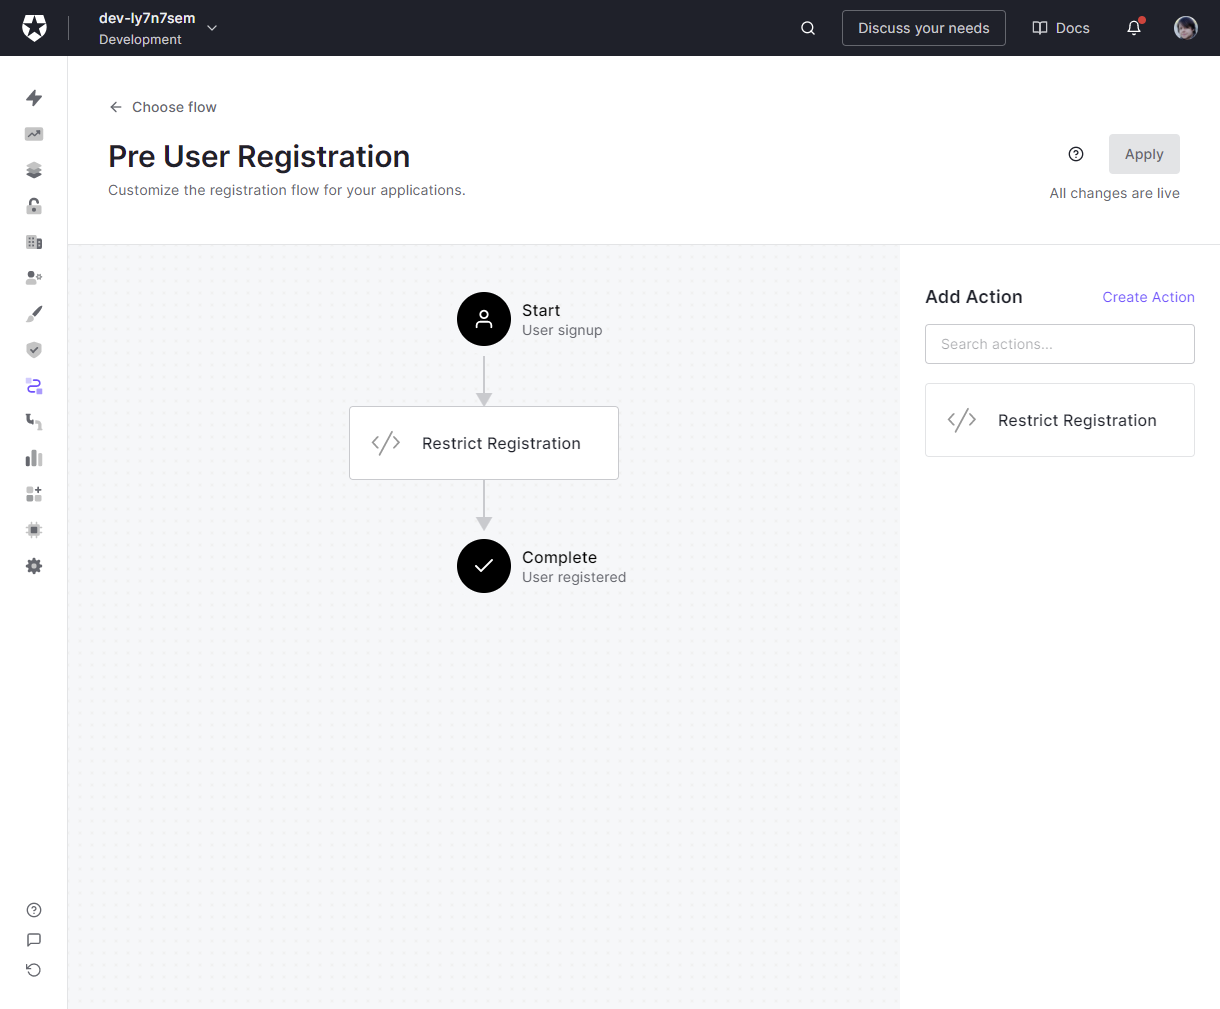 dev-ly7n7sem
Development
Discuss your needs
Docs
Choose flow
Pre User Registration
Customize the registration flow for your applications.
Apply
All changes are live
Start
User signup
Restrict Registration
Complete
User registered
Add Action
Create Action
Search actions...
Restrict Registration